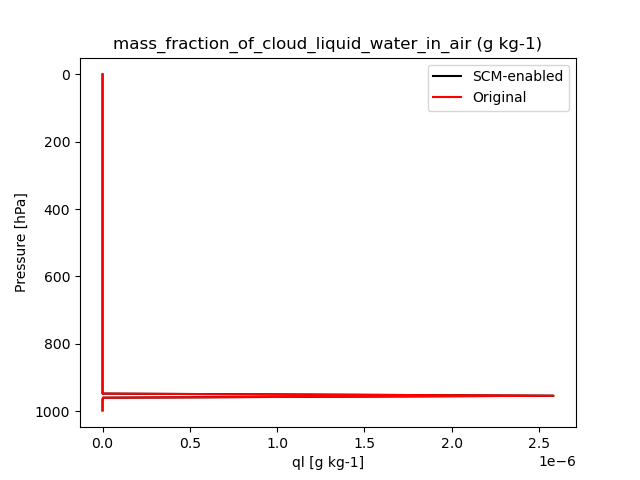 mass_fraction_of_cloud_liquid_water_in_air (g kg-1)
SCM-enabled
Original
0
200
400
600
800
1000
Pressure [hPa]
0.0 0.5 1.0 1.5 2.0 2.5
1e−6
ql [g kg-1]